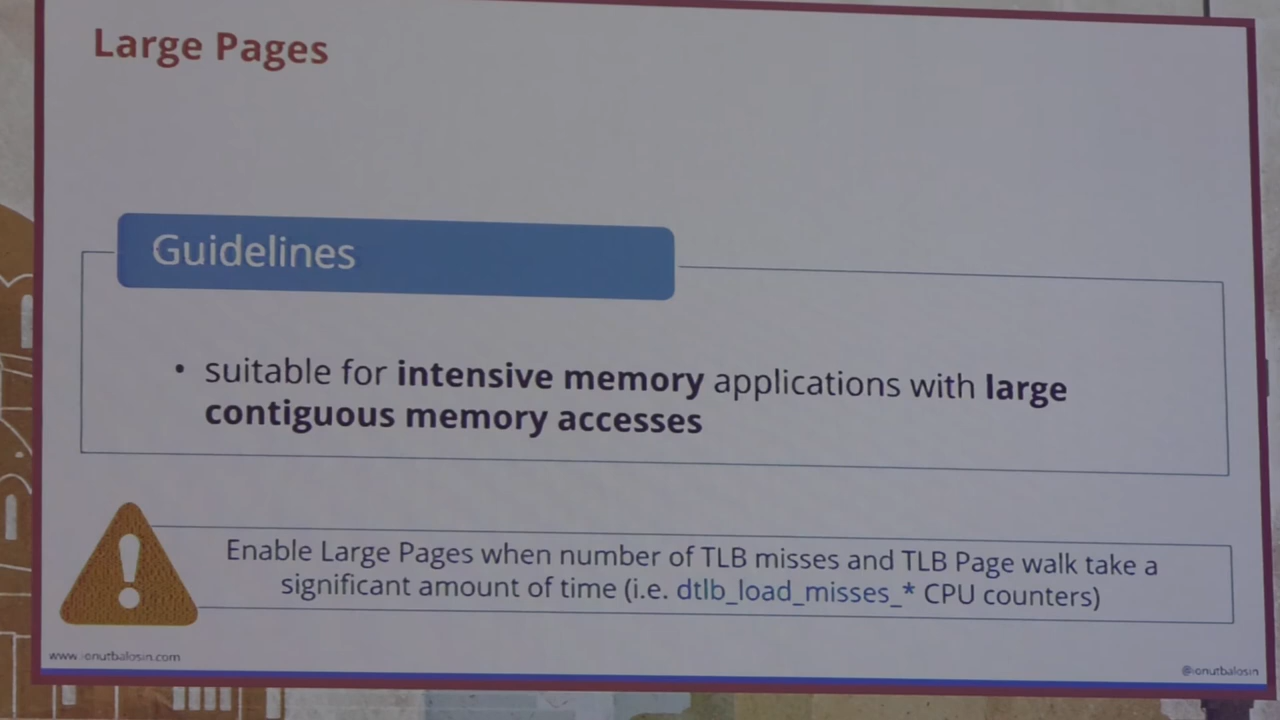 Large Pages
Guidelines
• suitable for intensive memory applications with large
contiguous memory accesses
Enable Large Pages when number of TLB misses and TLB Page walk take a
significant amount of time (i.e. dtlb_load_misses_* CPU counters)
www.ionutbalosin.com
@ionutbalosin